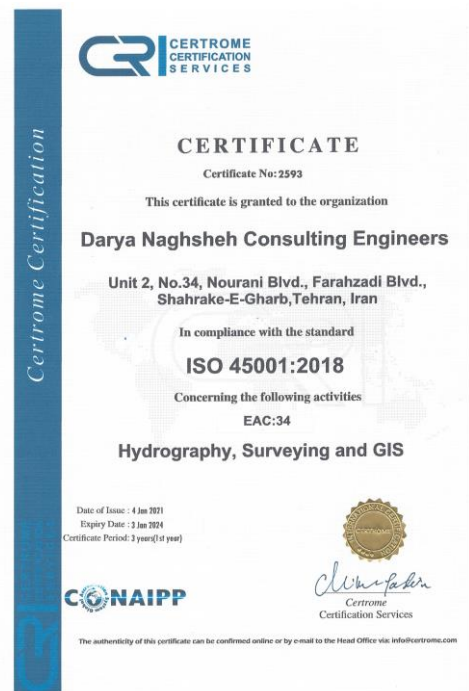 CRI
CERTROME
CERTIFICATION
SERVICES
Certrome Certification
CERTIFICATE
Certificate No:2593
This certificate is granted to the organization
Darya Naghsheh Consulting Engineers
Unit 2, No.34, Nourani Blvd., Farahzadi Blvd.,
Shahrake-E-Gharb,Tehran, Iran
In compliance with the standard
ISO 45001:2018
Concerning the following activities
EAC:34
Hydrography, Surveying and GIS
Date of Issue : 4 Jan 2021
Expiry Date : 3 Jan 2024
Certificate Period: 3 years(1st year)
CERTROME
CONAIPP
Certrome
Certification Services
The authenticity of this certificate can be confirmed online or by e-mail to the Head Office via: info@certrome.com